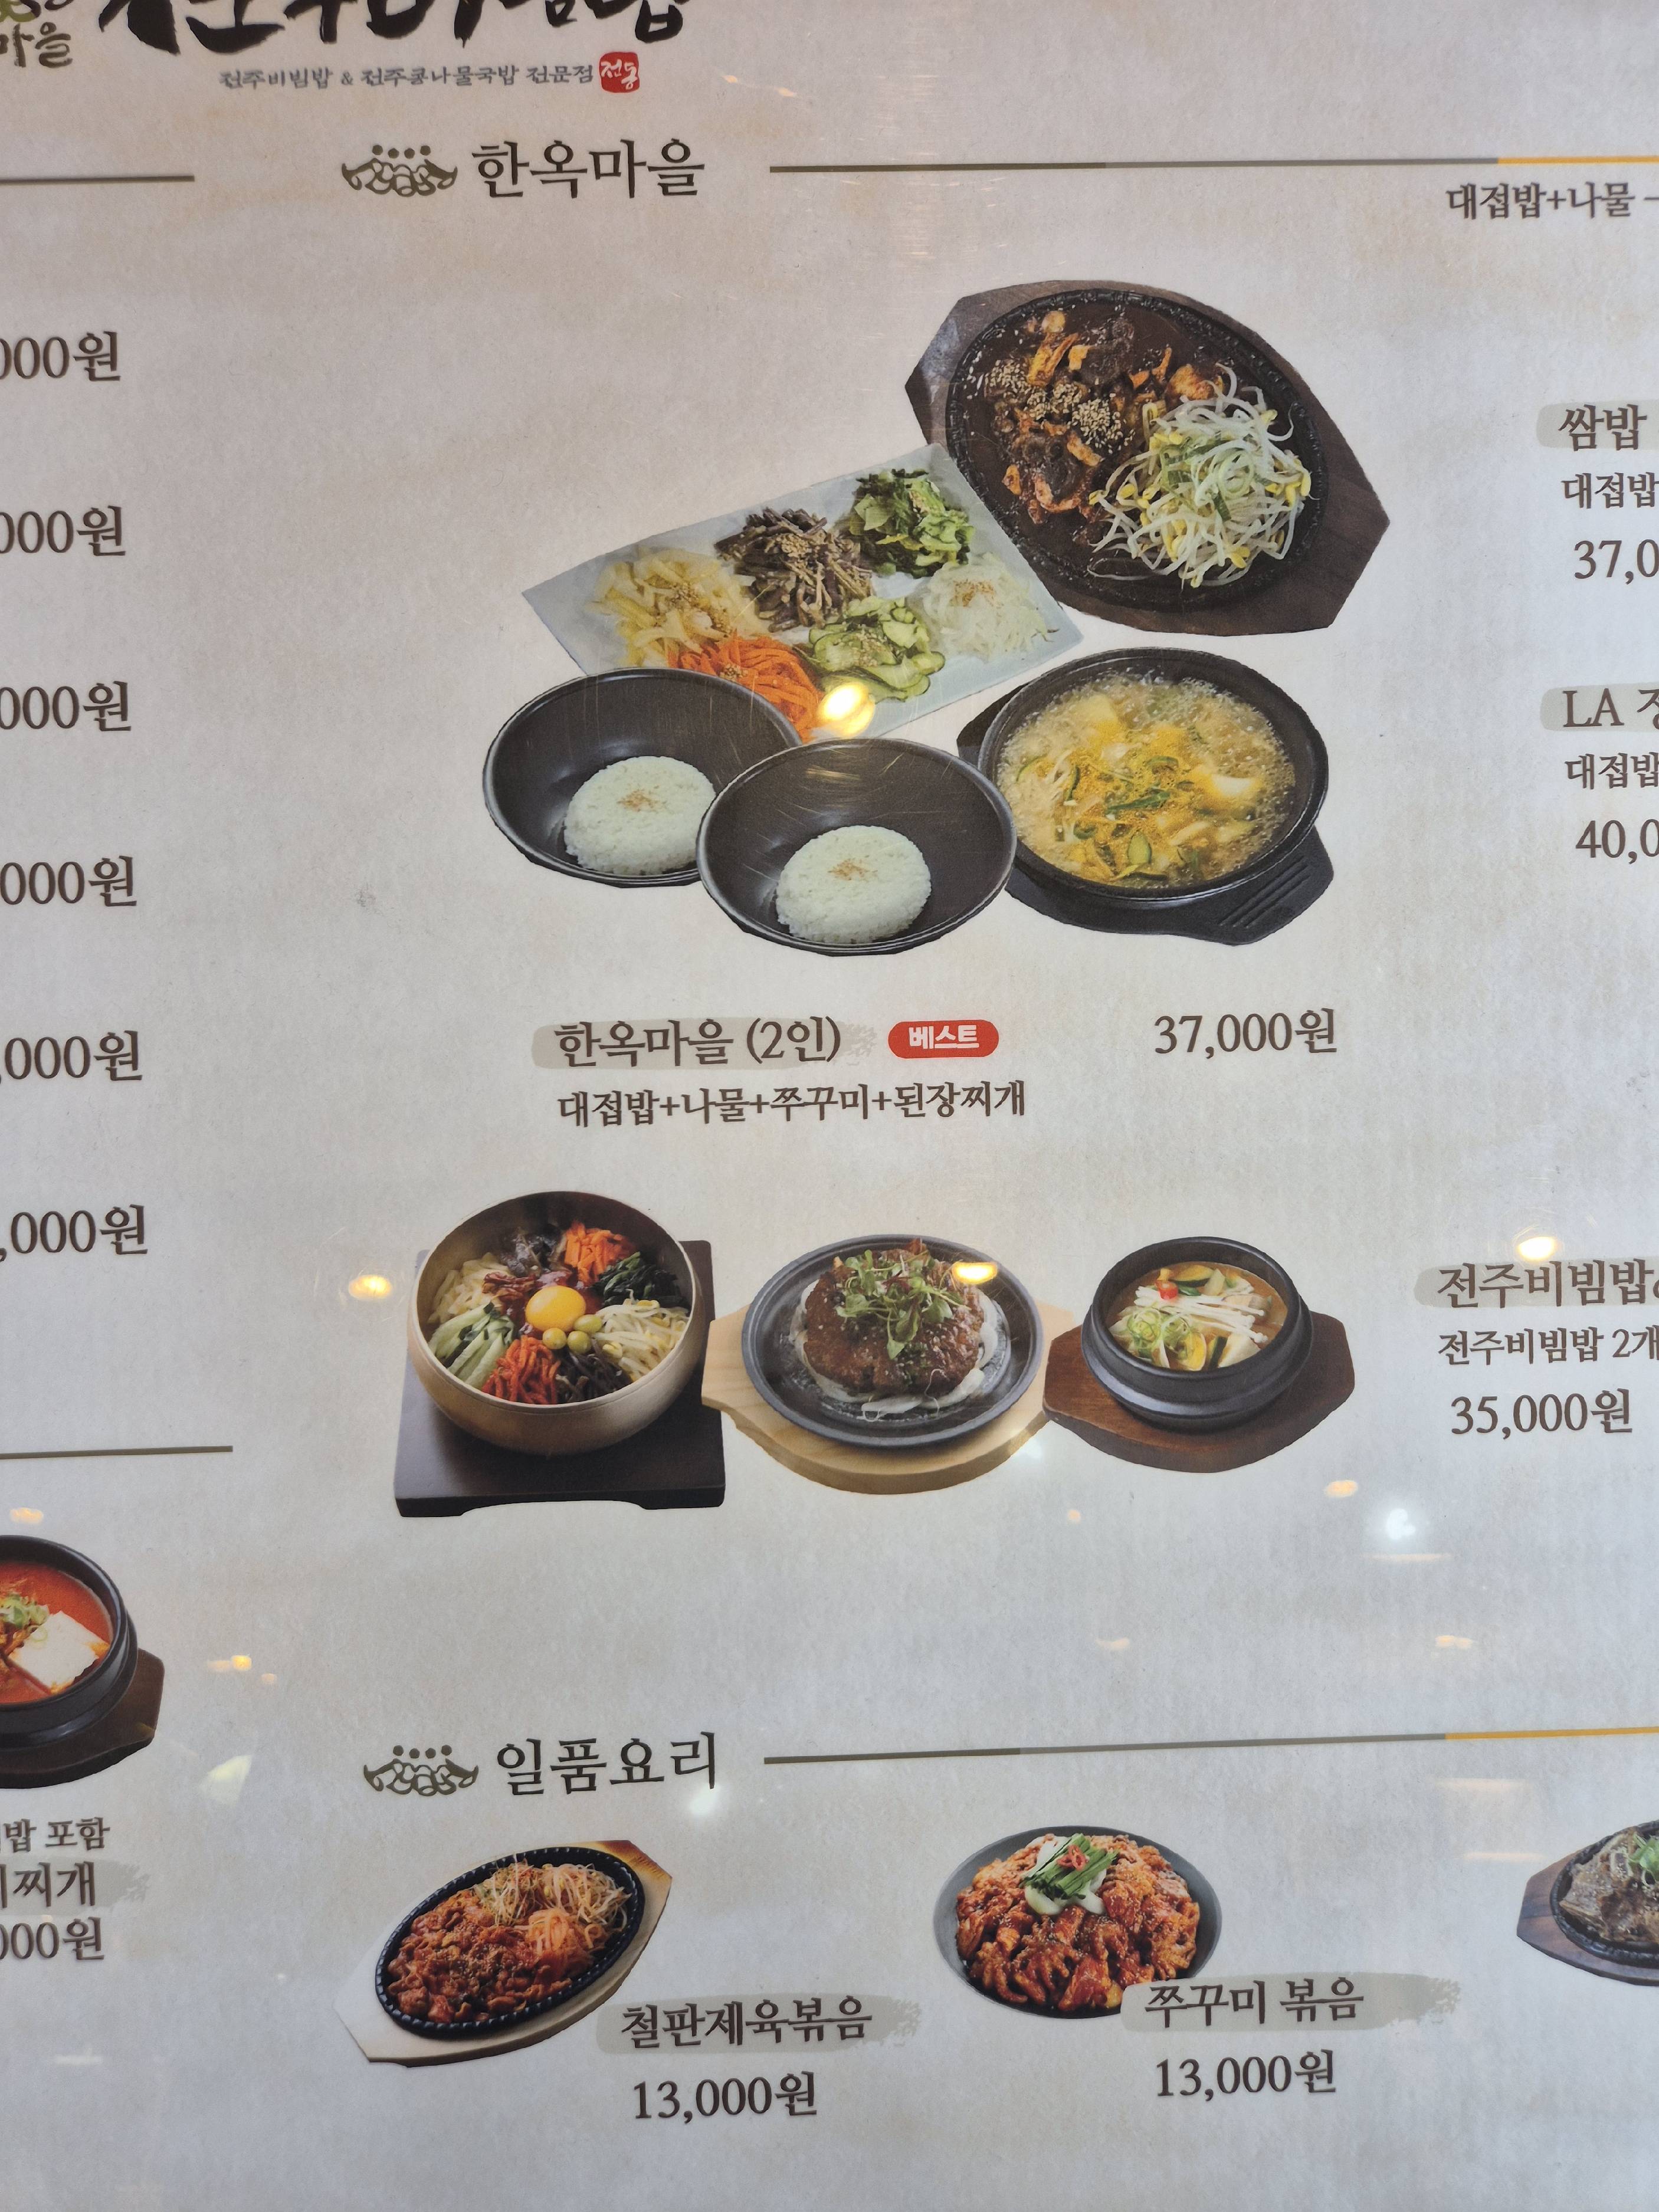 마을
전주비빔밥
전주비빔밥 & 전주콩나물국밥 전문점 전동
한옥마을
대접밥+나물
000원
000원
000원
000원
,000원
,000원
쌈밥
대접밥
37,0
LA
대접밥
40,0
한옥마을 (2인) 베스트 37,000원
대접밥+나물+쭈꾸미+된장찌개
전주비빔밥&
전주비빔밥 2개
35,000원
밥 포함
찌개
000원
일품요리
철판제육볶음
13,000원
쭈꾸미 볶음
13,000원